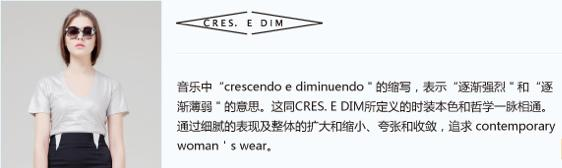 CRES. E DIM
音乐中“crescendo e diminuendo＂的缩写，表示“逐渐强烈＂和“逐
渐薄弱＂的意思。这同CRES. E DIM所定义的时装本色和哲学一脉相通。
通过细腻的表现及整体的扩大和缩小、夸张和收敛，追求 contemporary
woman＇s wear。